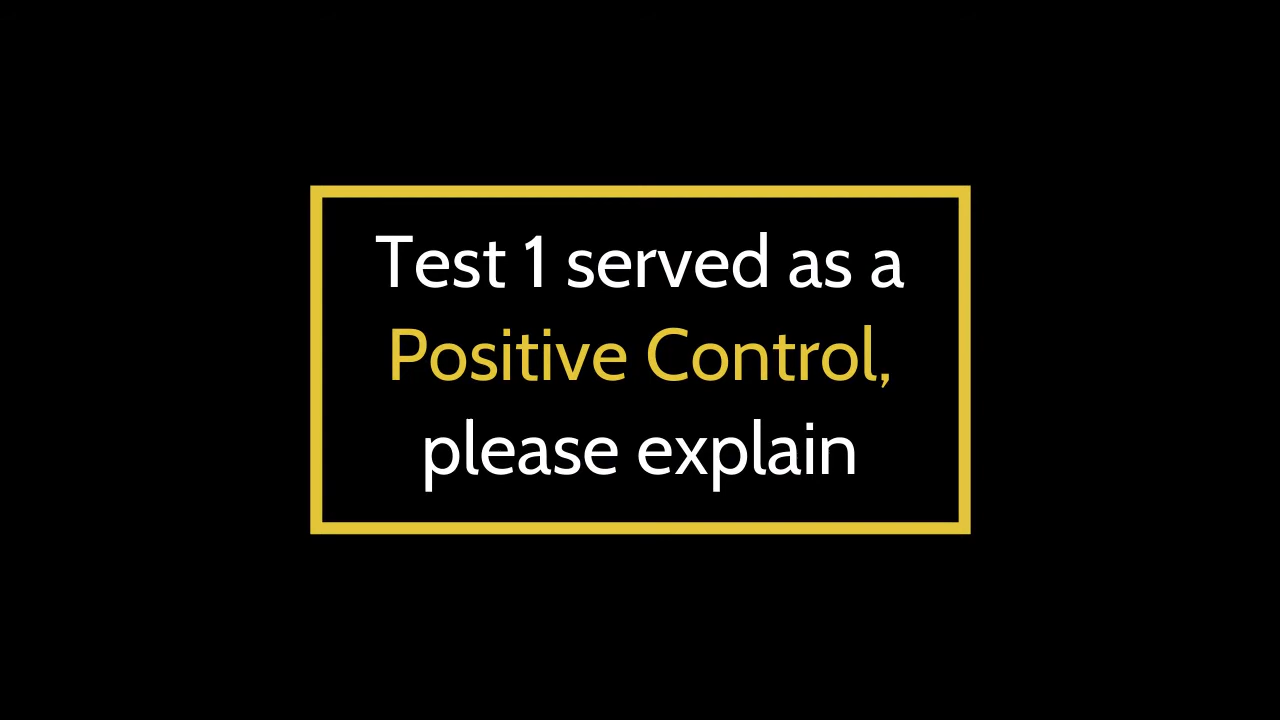 Test 1 served as a
Positive Control,
please explain